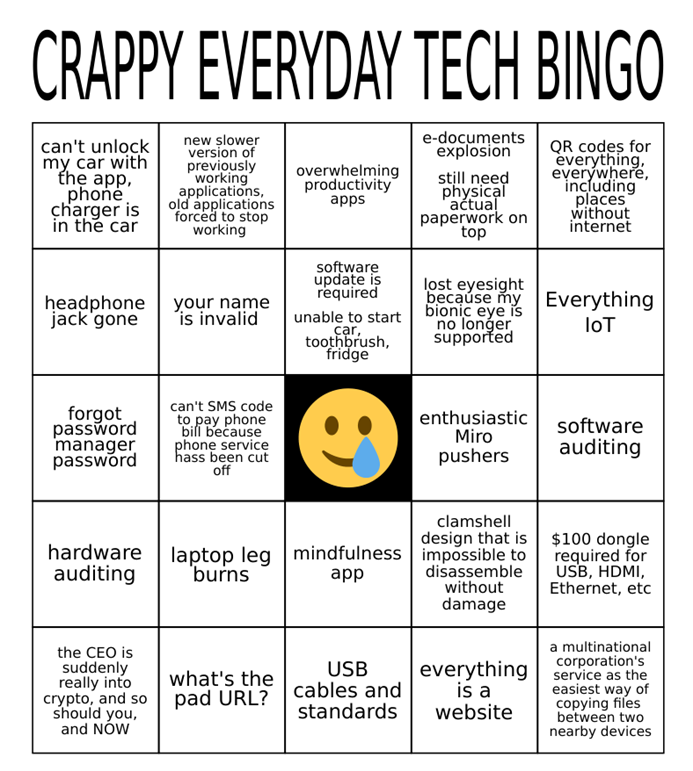 CRAPPY EVERYDAY TECH BINGO
can't unlock
my car with
the app,
phone
charger is
in the car
new slower
version of
previously
working
applications,
old applications
forced to stop
working
overwhelming
productivity
apps
e-documents
explosion
still need
physical
actual
paperwork on
top
QR codes for
everything,
everywhere,
including
places
without
internet
headphone
jack gone
your name
is invalid
software
update is
required
unable to start
car,
toothbrush,
fridge
lost eyesight
because my
bionic eye is
no longer
supported
Everything
IoT
forgot
password
manager
password
can't SMS code
to pay phone
bill because
phone service
hass been cut
off
enthusiastic
Miro
pushers
software
auditing
hardware
auditing
laptop leg
burns
mindfulness
app
clamshell
design that is
impossible to
disassemble
without
damage
$100 dongle
required for
USB, HDMI,
Ethernet, etc
the CEO is
suddenly
really into
crypto, and so
should you,
and NOW
what's the
pad URL?
USB
cables and
standards
everything
is a
website
a multinational
corporation's
service as the
easiest way of
copying files
between two
nearby devices